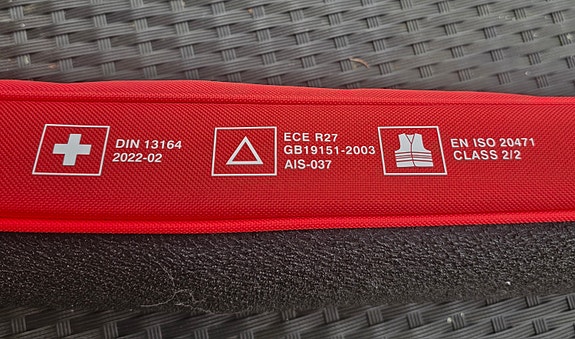 DIN 13164
2022-02
ECE R27
GB19151-2003
AIS-037
EN ISO 20471
CLASS 2/2